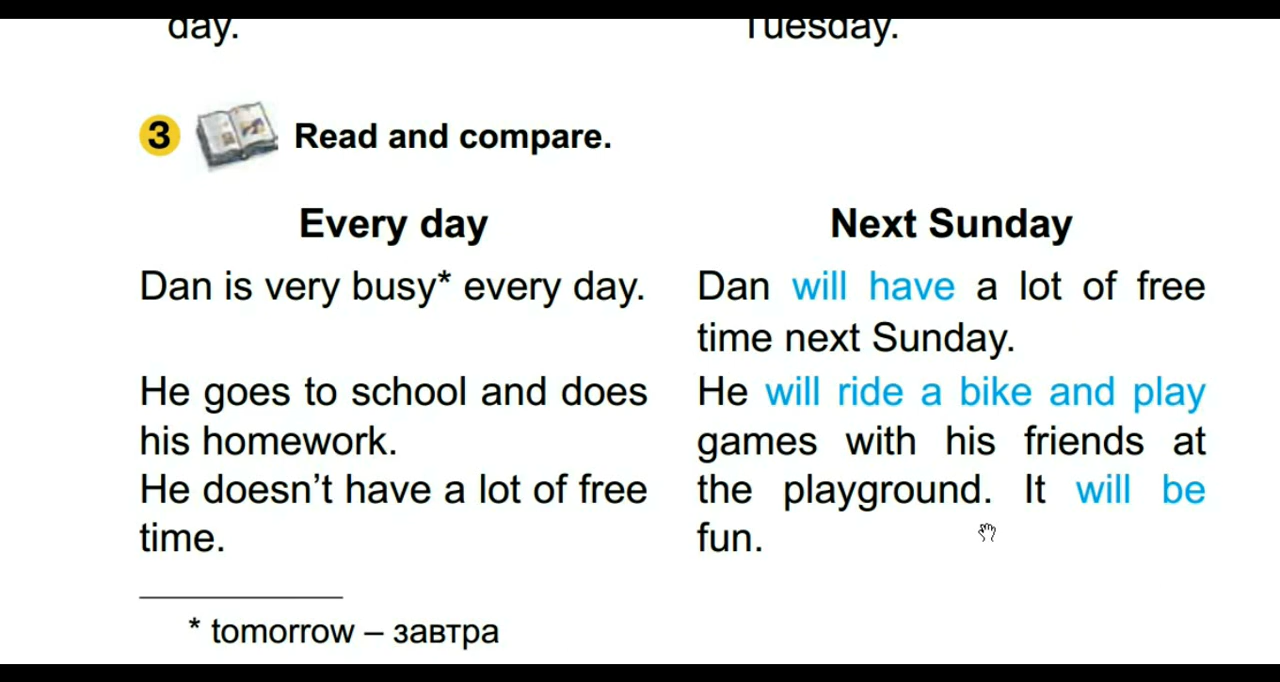 day.
Tuesday.
3 Read and compare.
Every day
Dan is very busy* every day.
He goes to school and does
his homework.
He doesn’t have a lot of free
time.
Next Sunday
Dan will have a lot of free
time next Sunday.
He will ride a bike and play
games with his friends at
the playground. It will be
fun.
* tomorrow – завтра